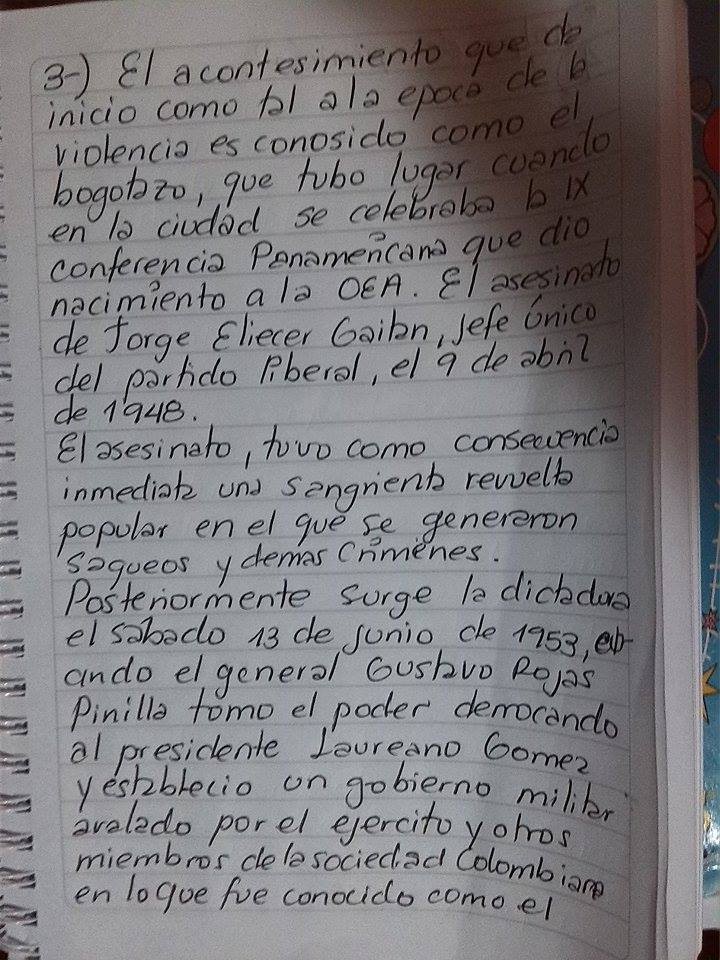 3-) El acontesimiento que da
inicio como tal ala epoca de la
violencia es conosido como el
bogotazo, que tubo lugar cuando
en la ciudad se celebraba la IX
conferencia Panamericana que dio
nacimiento a la OEA. El asesinato
de Jorge Eliecer Gaitan, Jefe Único
del partido liberal, el 9 de abril
de 1948.
El asesinato, tuvo como consecuencia
inmediata una sangrienta revuelta
popular en el que se generaron
saqueos y demas Crimenes.
Posteriormente surge la dictadura
el sabado 13 de junio de 1953, cu-
ando el general Gustavo Rojas
Pinilla tomo el poder derrocando
al presidente Laureano Gomez
y establecio un gobierno militar
avalado por el ejercito y otros
miembros de la sociedad Colombiana
en lo que fue conocido como el